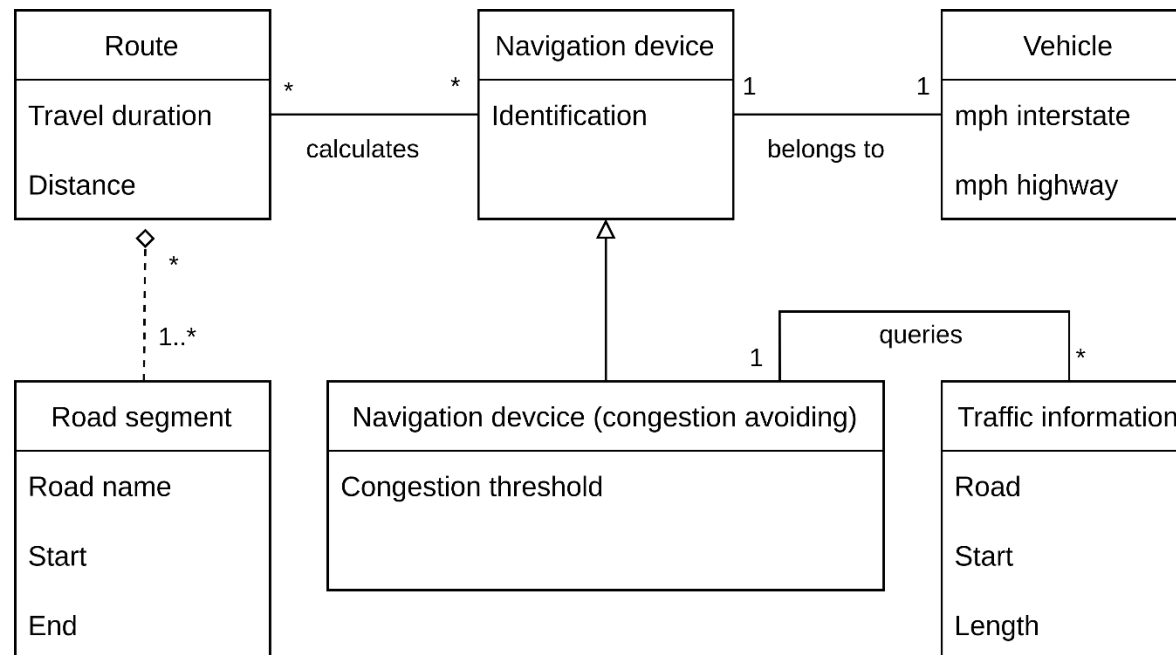 Route
Travel duration
Distance
*
*
calculates
Navigation device
Identification
1
1
belongs to
Vehicle
mph interstate
mph highway
*
1..*
Road segment
Road name
Start
End
Navigation devcice (congestion avoiding)
Congestion threshold
1
queries
*
Traffic information
Road
Start
Length